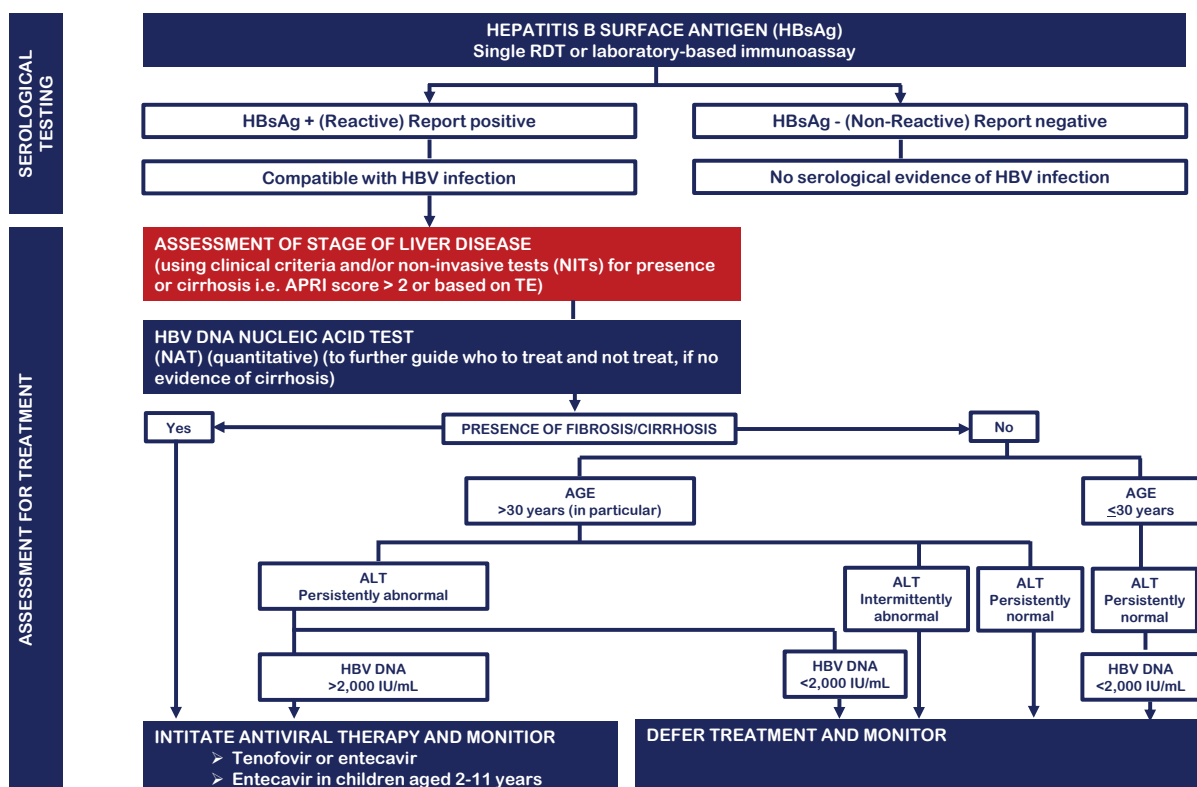 SEROLOGICAL
TESTING
HEPATITIS B SURFACE ANTIGEN (HBsAg)
Single RDT or laboratory-based immunoassay
HBsAg + (Reactive) Report positive
HBsAg - (Non-Reactive) Report negative
Compatible with HBV infection
No serological evidence of HBV infection
ASSESSMENT FOR TREATMENT
ASSESSMENT OF STAGE OF LIVER DISEASE
(using clinical criteria and/or non-invasive tests (NITs) for presence
or cirrhosis i.e. APRI score > 2 or based on TE)
HBV DNA NUCLEIC ACID TEST
(NAT) (quantitative) (to further guide who to treat and not treat, if no
evidence of cirrhosis)
Yes
PRESENCE OF FIBROSIS/CIRRHOSIS
No
AGE
>30 years (in particular)
AGE
≤30 years
ALT
Persistently abnormal
ALT
Intermittently
abnormal
ALT
Persistently
normal
ALT
Persistently
normal
HBV DNA
>2,000 IU/mL
HBV DNA
<2,000 IU/mL
HBV DNA
<2,000 IU/mL
INTITATE ANTIVIRAL THERAPY AND MONITIOR
➢ Tenofovir or entecavir
➢ Entecavir in children aged 2-11 years
DEFER TREATMENT AND MONITOR